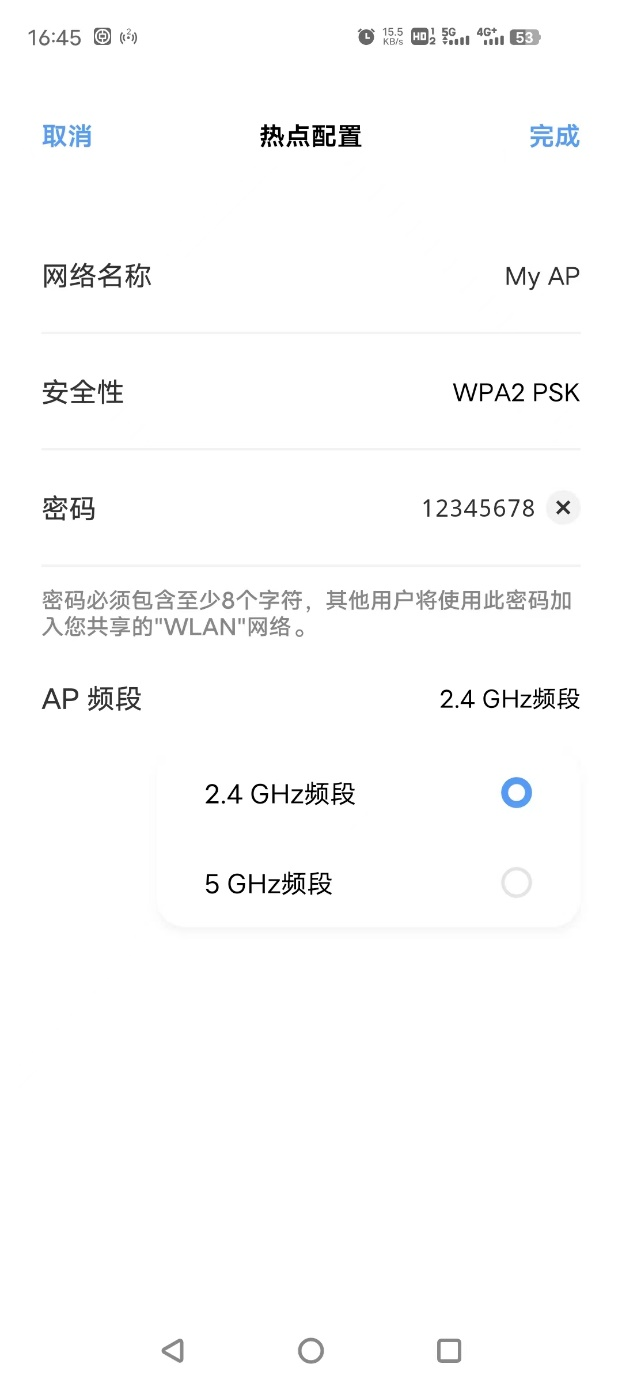 16:45
15.5
KB/s
HD 1
2
5G
4G+
53
取消
热点配置
完成
网络名称
My AP
安全性
WPA2 PSK
密码
12345678
密码必须包含至少8个字符，其他用户将使用此密码加
入您共享的"WLAN"网络。
AP 频段
2.4 GHz频段
2.4 GHz频段
5 GHz频段